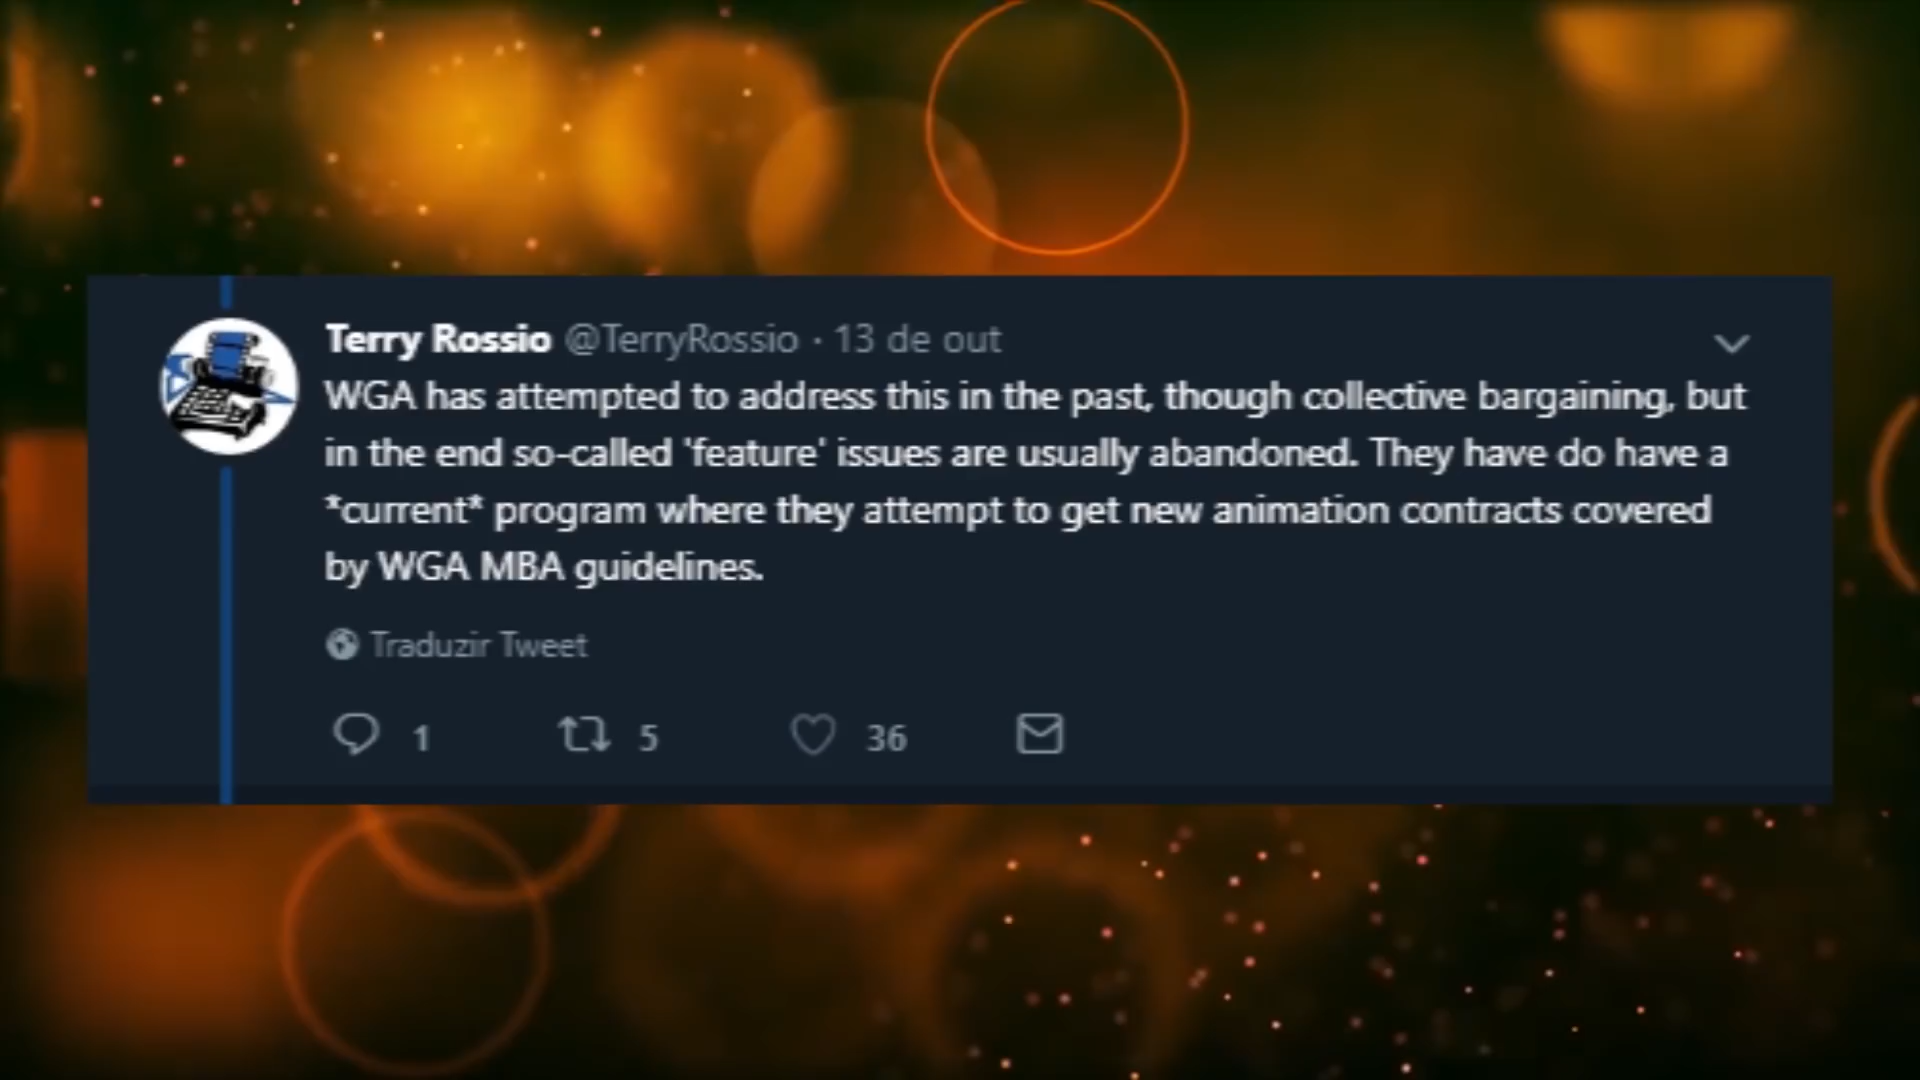 Terry Rossio @TerryRossio · 13 de out
WGA has attempted to address this in the past, though collective bargaining, but
in the end so-called 'feature' issues are usually abandoned. They have do have a
*current* program where they attempt to get new animation contracts covered
by WGA MBA guidelines.
Traduzir Tweet
1 5 36